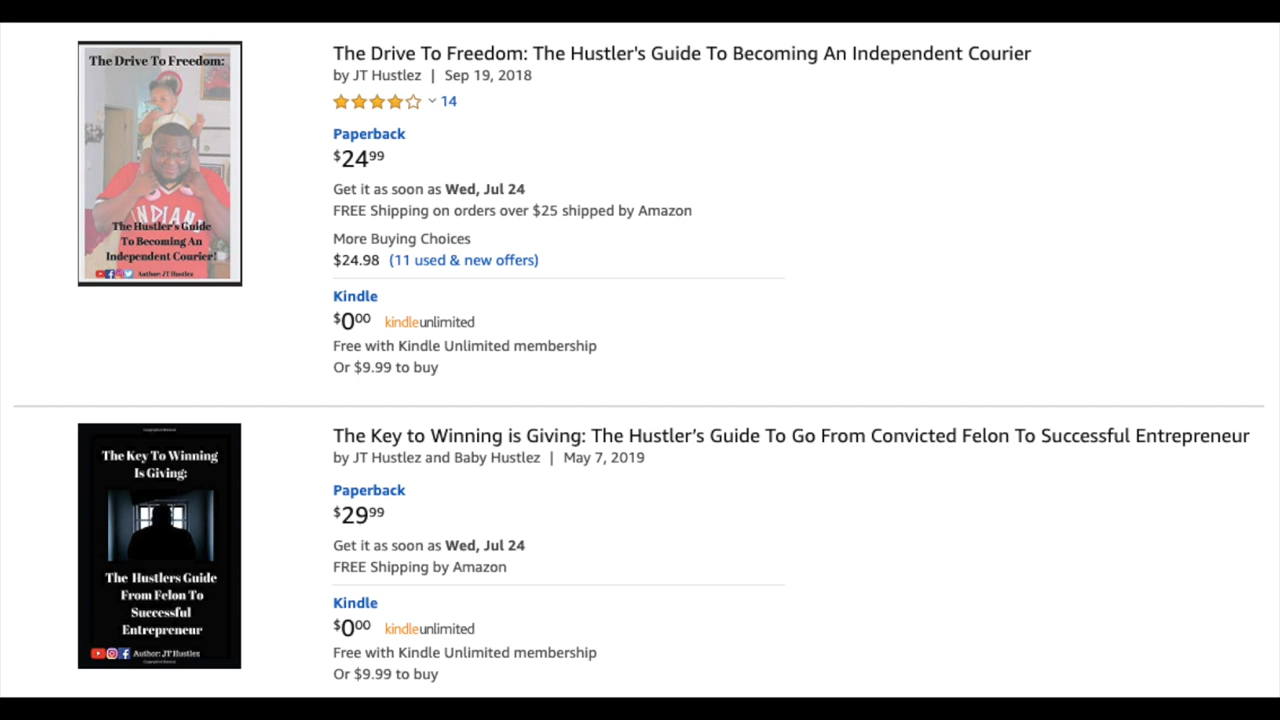 The Drive To Freedom:
INDIAN
The Hustler's Guide
To Becoming An
Independent Courier!
Author: JT Hustlez
The Drive To Freedom: The Hustler's Guide To Becoming An Independent Courier
by JT Hustlez | Sep 19, 2018
14
Paperback
$24.99
Get it as soon as Wed, Jul 24
FREE Shipping on orders over $25 shipped by Amazon
More Buying Choices
$24.98 (11 used & new offers)
Kindle
$0.00 kindleunlimited
Free with Kindle Unlimited membership
Or $9.99 to buy
The Key To Winning
Is Giving:
The Hustlers Guide
From Felon To
Successful
Entrepreneur
Author: JT Hustlez
The Key to Winning is Giving: The Hustler’s Guide To Go From Convicted Felon To Successful Entrepreneur
by JT Hustlez and Baby Hustlez | May 7, 2019
Paperback
$29.99
Get it as soon as Wed, Jul 24
FREE Shipping by Amazon
Kindle
$0.00 kindleunlimited
Free with Kindle Unlimited membership
Or $9.99 to buy